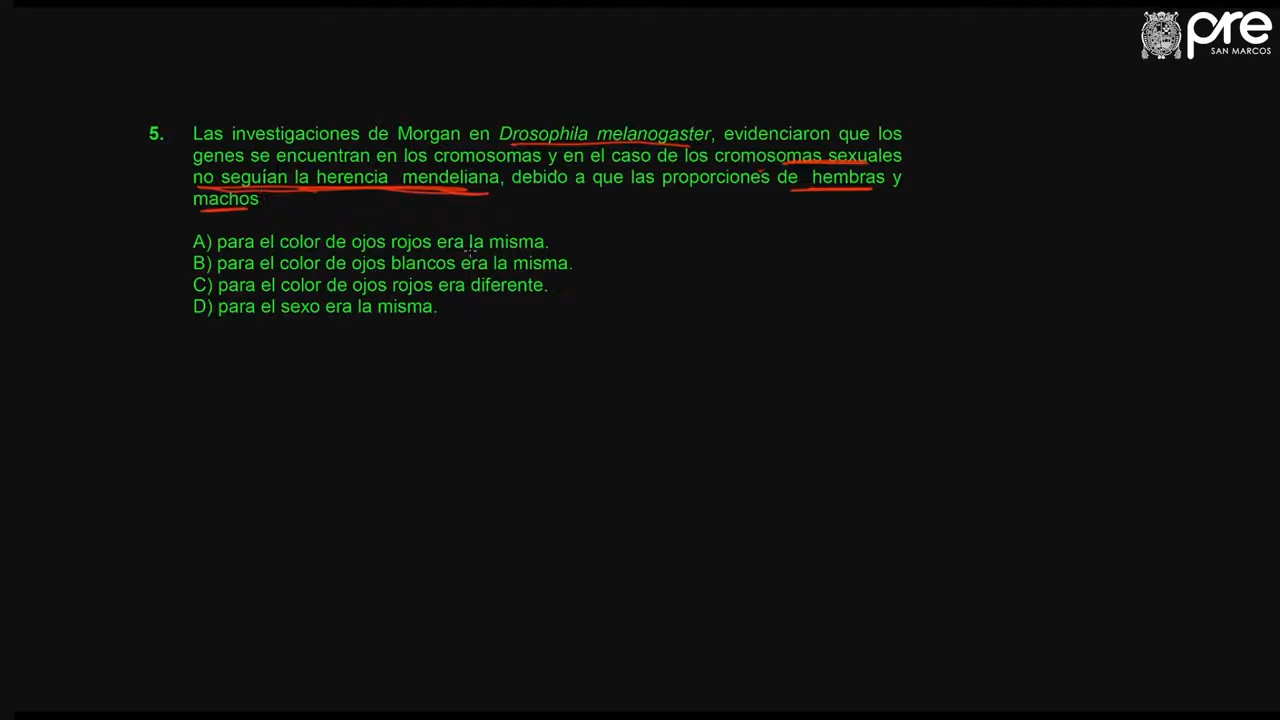 pre
SAN MARCOS
5. Las investigaciones de Morgan en Drosophila melanogaster, evidenciaron que los
genes se encuentran en los cromosomas y en el caso de los cromosomas sexuales
no seguían la herencia mendeliana, debido a que las proporciones de hembras y
machos
A) para el color de ojos rojos era la misma.
B) para el color de ojos blancos era la misma.
C) para el color de ojos rojos era diferente.
D) para el sexo era la misma.